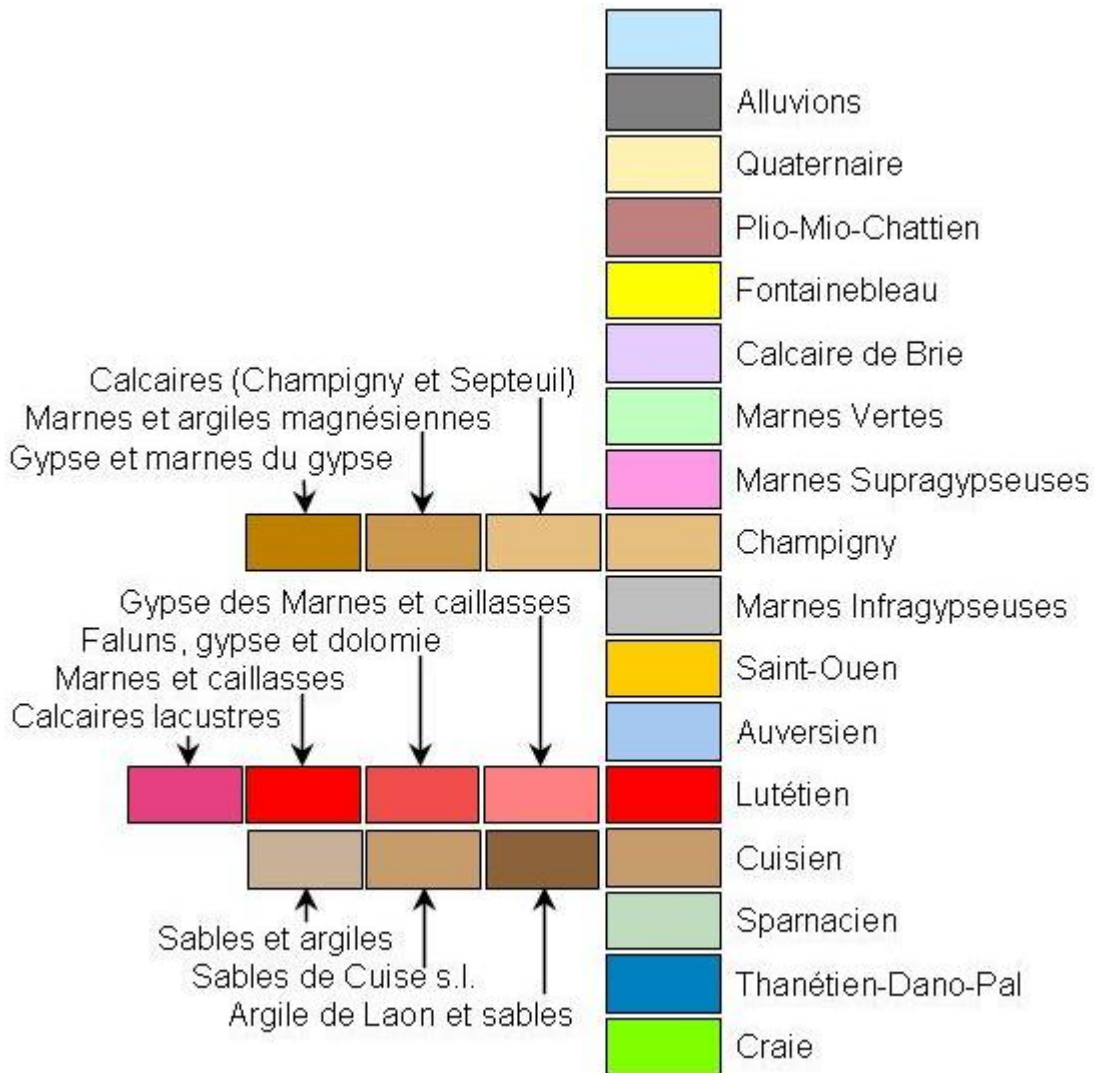 Alluvions
Quaternaire
Plio-Mio-Chattien
Fontainebleau
Calcaire de Brie
Calcaires (Champigny et Septeuil)
Marnes et argiles magnésiennes
Marnes Vertes
Gypse et marnes du gypse
Marnes Supragypseuses
Champigny
Gypse des Marnes et caillasses
Marnes Infragypseuses
Faluns, gypse et dolomie
Saint-Ouen
Marnes et caillasses
Calcaires lacustres
Auversien
Lutétien
Cuisien
Sparnacien
Sables et argiles
Sables de Cuise s.l.
Thanétien-Dano-Pal
Argile de Laon et sables
Craie